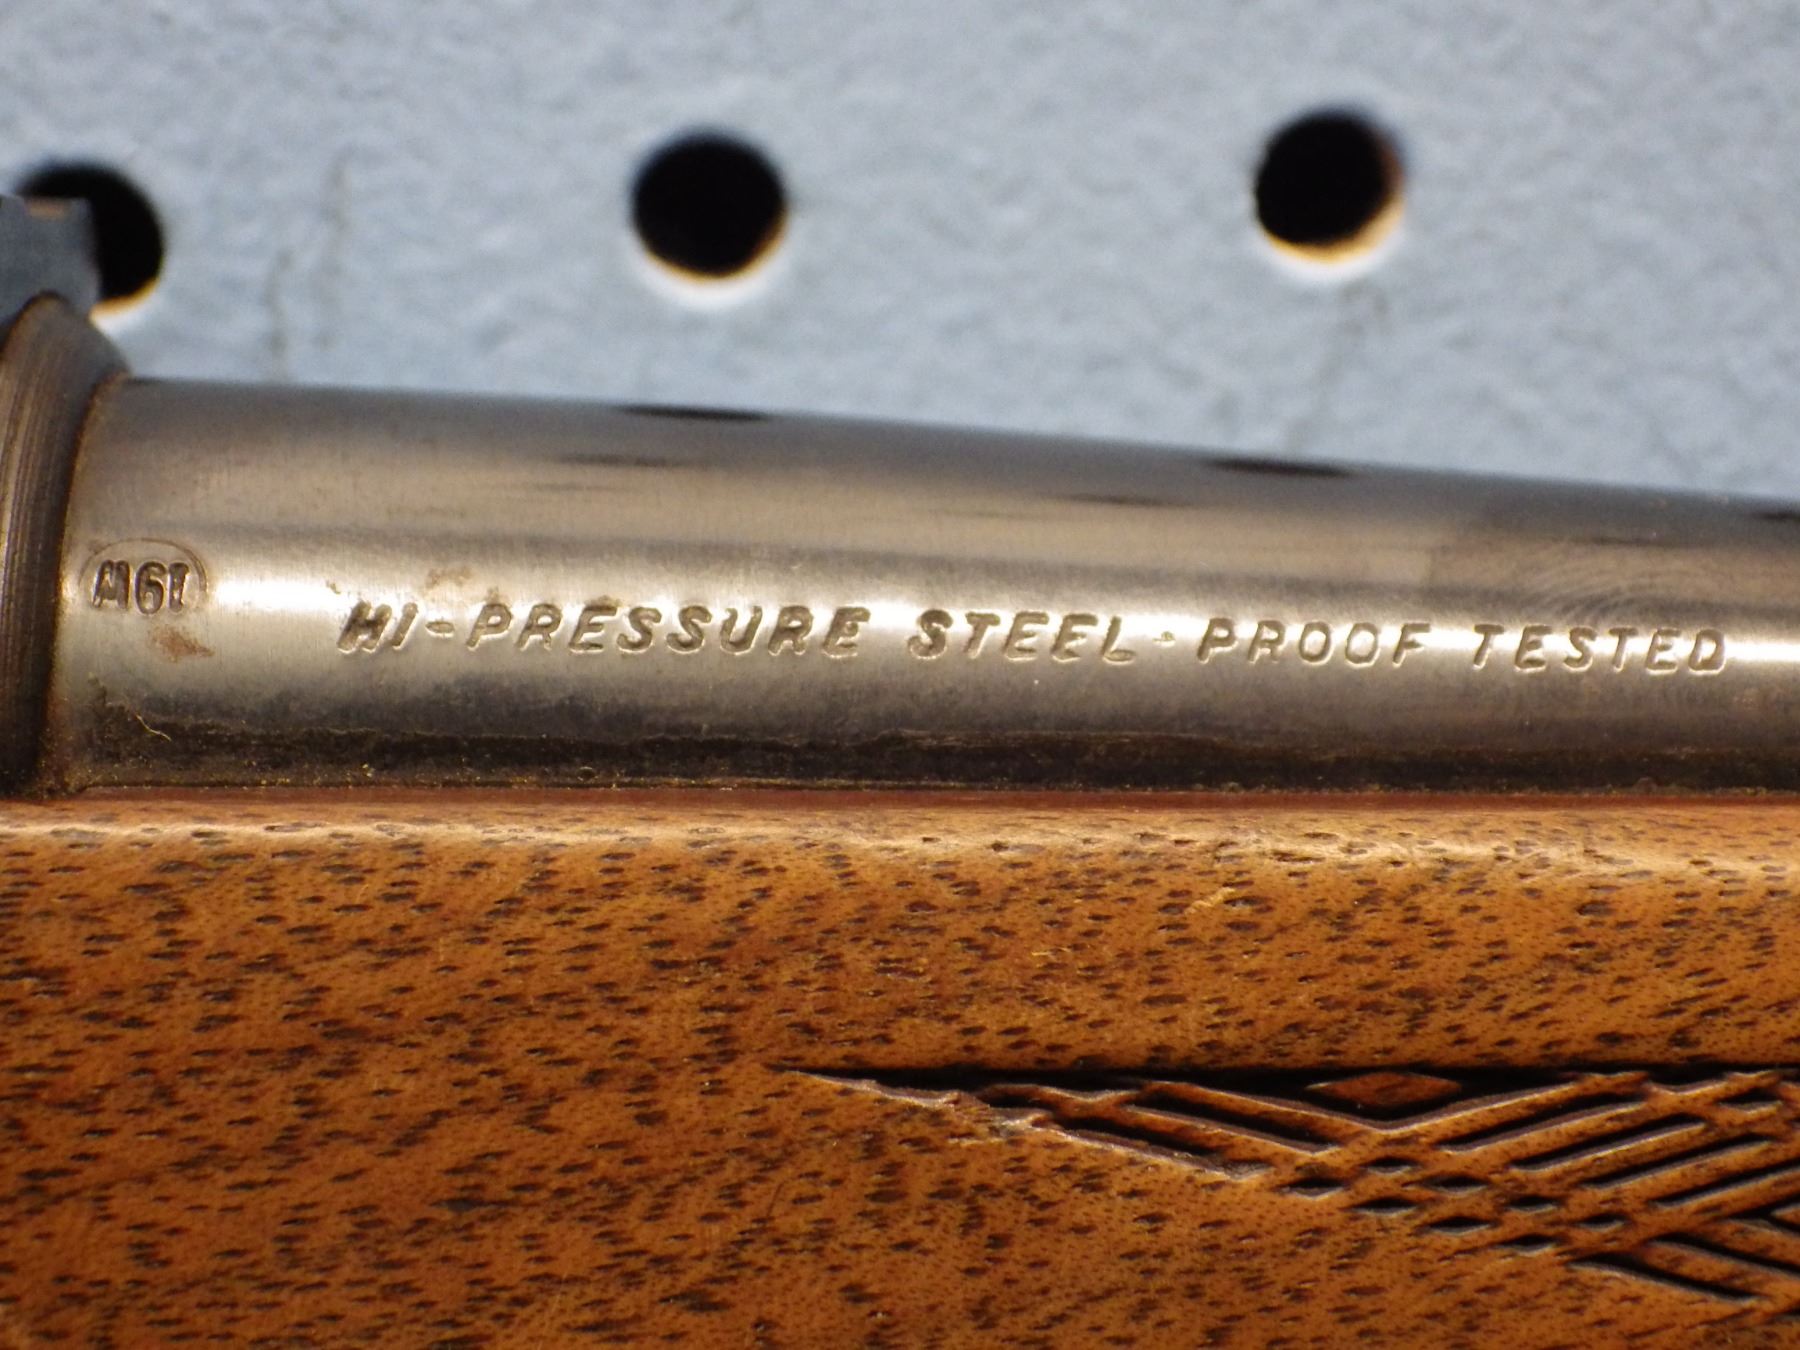 M61
HI-PRESSURE STEEL - PROOF TESTED